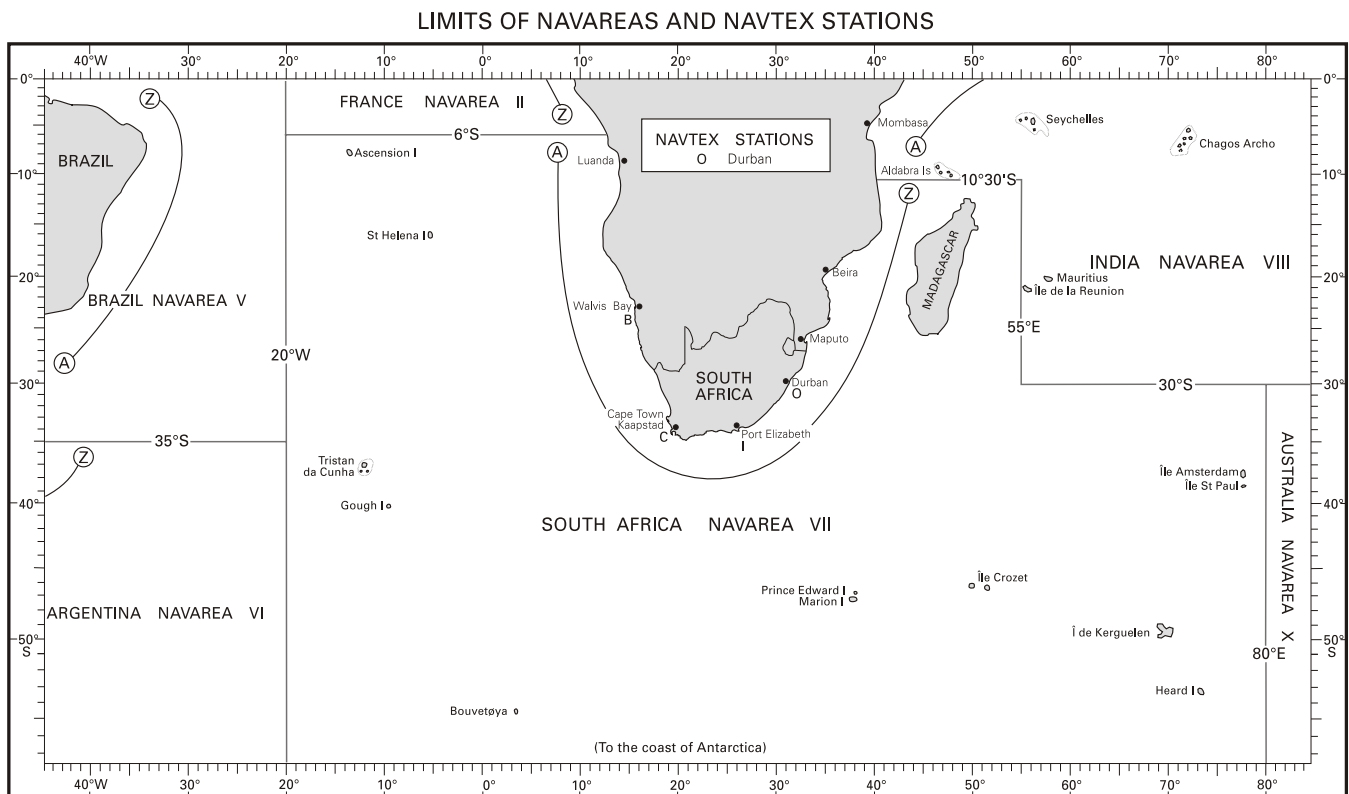 LIMITS OF NAVAREAS AND NAVTEX STATIONS
40°W 30° 20° 10° 0° 10° 20° 30° 40° 50° 60° 70° 80°
0° 0°
Z
FRANCE NAVAREA II
Z
Mombasa
Seychelles
6°S
NAVTEX STATIONS
O Durban
A
Chagos Archo
BRAZIL
Ascension I
A
Luanda
Aldabra Is
10° 10°30'S 10°
Z
St Helena I
MADAGASCAR
INDIA NAVAREA VIII
20° 20°
Beira
Mauritius
Île de la Reunion
BRAZIL NAVAREA V
Walvis Bay
B
55°E
Maputo
20°W
A
SOUTH
AFRICA
Durban
O
30° 30°S 30°
Cape Town
Kaapstad
C
Port Elizabeth
I
35°S
Z
Tristan
da Cunha
Île Amsterdam
Île St Paul
AUSTRALIA NAVAREA X
40° 40°
Gough I
SOUTH AFRICA NAVAREA VII
Île Crozet
Prince Edward I
Marion I
ARGENTINA NAVAREA VI
Î de Kerguelen
50° 50°
S S
80°E
Heard I
Bouvetøya
(To the coast of Antarctica)
40°W 30° 20° 10° 0° 10° 20° 30° 40° 50° 60° 70° 80°